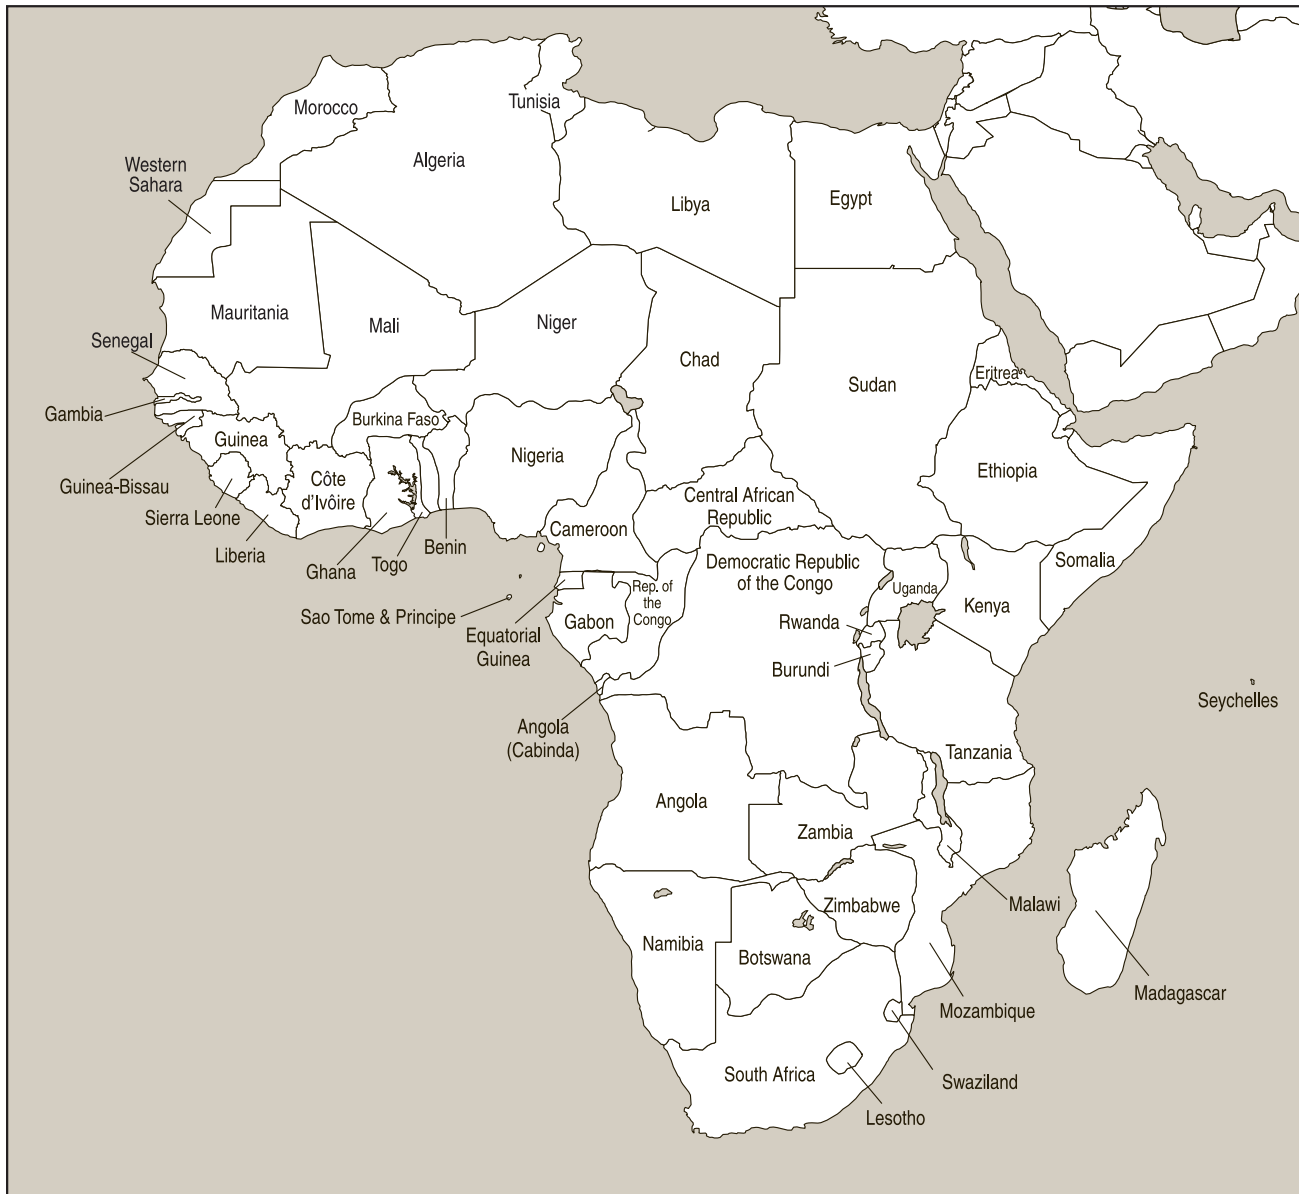 Morocco
Tunisia
Algeria
Western
Sahara
Libya
Egypt
Mauritania
Mali
Niger
Senegal
Chad
Sudan
Eritrea
Gambia
Burkina Faso
Guinea
Nigeria
Ethiopia
Côte
d'Ivôire
Guinea-Bissau
Central African
Republic
Sierra Leone
Cameroon
Liberia
Benin
Ghana
Togo
Democratic Republic
of the Congo
Somalia
Rep. of
the
Congo
Uganda
Kenya
Sao Tome & Principe
Gabon
Rwanda
Equatorial
Guinea
Burundi
Seychelles
Angola
(Cabinda)
Tanzania
Angola
Zambia
Malawi
Zimbabwe
Namibia
Botswana
Madagascar
Mozambique
South Africa
Swaziland
Lesotho